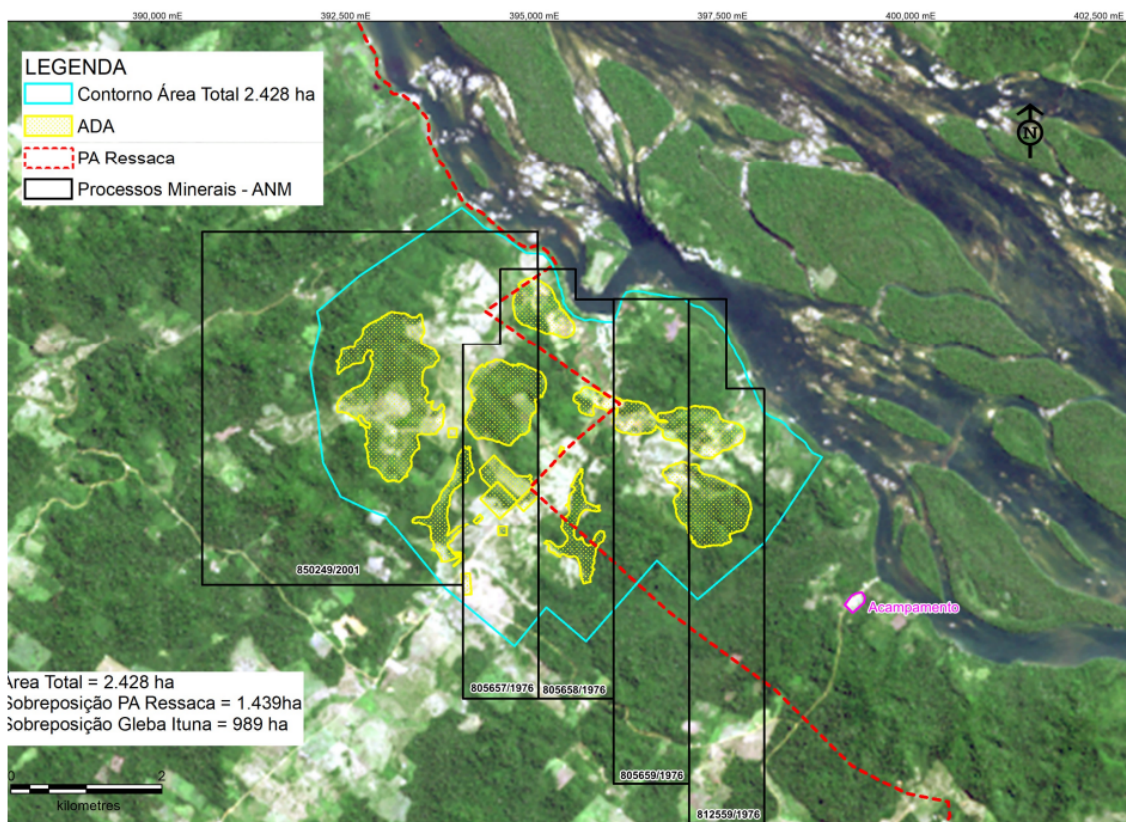 390,000 mE 392,500 mE 395,000 mE 397,500 mE 400,000 mE 402,500 mE
LEGENDA
Contorno Área Total 2.428 ha
ADA
PA Ressaca
Processos Minerais - ANM
N
850249/2001
Acampamento
805657/1976 805658/1976
805659/1976
812559/1976
Área Total = 2.428 ha
Sobreposição PA Ressaca = 1.439ha
Sobreposição Gleba Ituna = 989 ha
0 2
kilometres